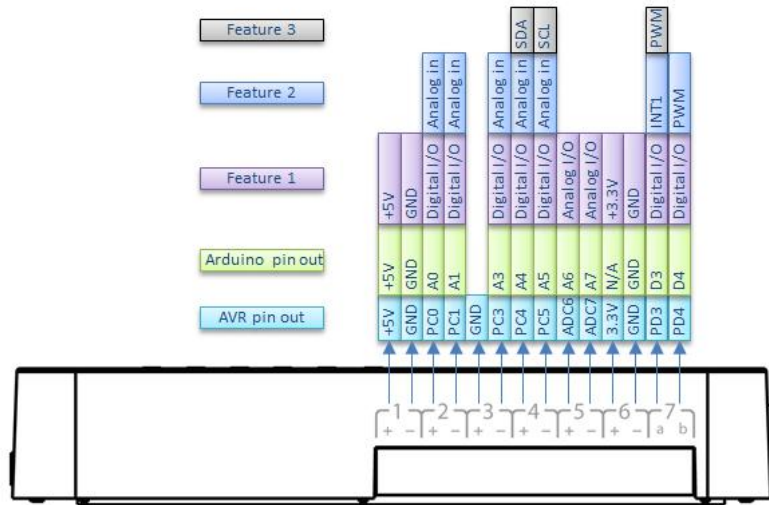 Feature 3
SDA
SCL
PWM
Feature 2
Analog in
Analog in
Analog in
Analog in
Analog in
INT1
PWM
Feature 1
+5V
GND
Digital I/O
Digital I/O
Digital I/O
Digital I/O
Digital I/O
Analog I/O
Analog I/O
+3.3V
GND
Digital I/O
Digital I/O
Arduino pin out
+5V
GND
A0
A1
A3
A4
A5
A6
A7
N/A
GND
D3
D4
AVR pin out
+5V
GND
PC0
PC1
GND
PC3
PC4
PC5
ADC6
ADC7
3.3V
GND
PD3
PD4
1 2 3 4 5 6 7
+ − + − + − + − + − + − a b